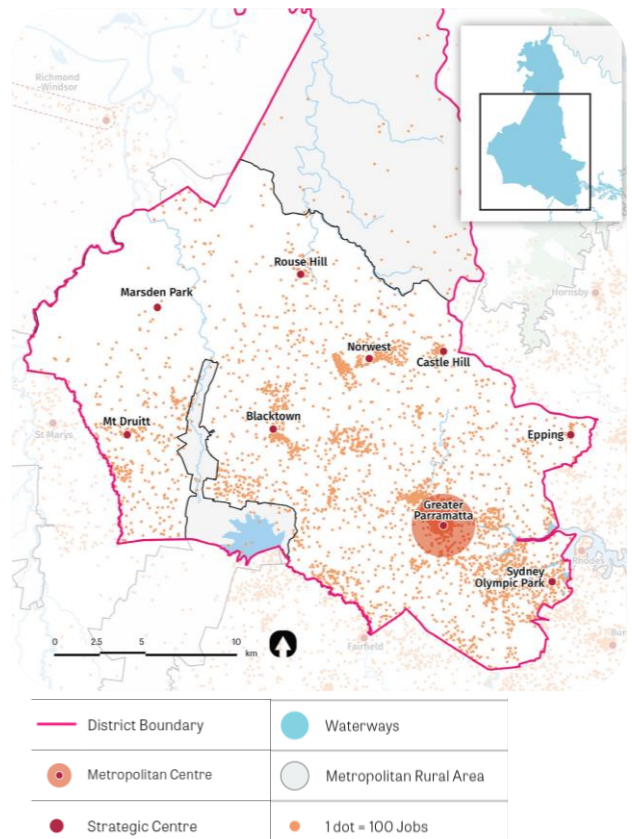 Richmond
-Windsor
Rouse Hill
Marsden Park
Hornsby
Norwest
Castle Hill
Mt Druitt
Blacktown
Epping
St Marys
Greater
Parramatta
Rhodes
Sydney
Olympic Park
0 2.5 5 10
km
Fairfield
District Boundary
Waterways
Metropolitan Centre
Metropolitan Rural Area
Strategic Centre
1 dot = 100 Jobs